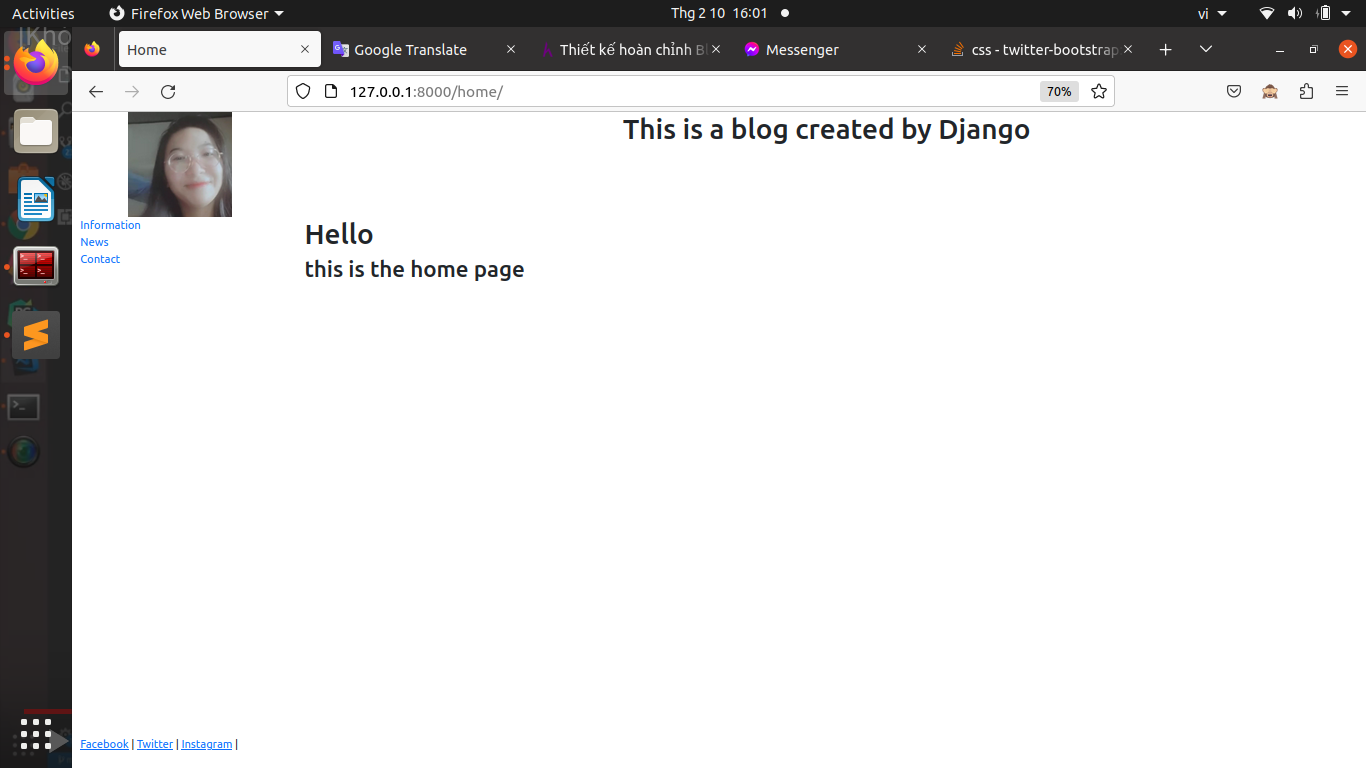 Activities Firefox Web Browser Thg 2 10 16:01 vi
Home Google Translate Thiết kế hoàn chỉnh Bl Messenger css - twitter-bootstrap
127.0.0.1:8000/home/ 70%
This is a blog created by Django
Information
News
Contact
Hello
this is the home page
Facebook | Twitter | Instagram |